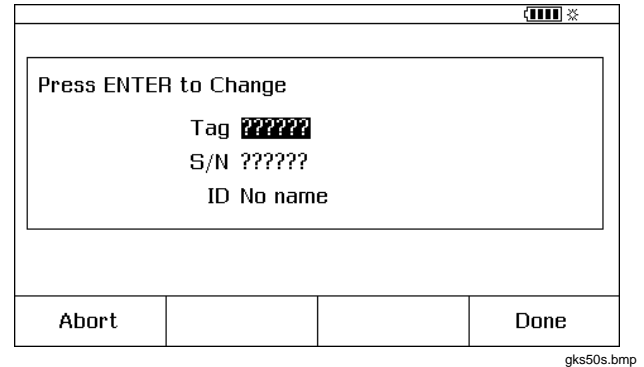 Press ENTER to Change
Tag ??????
S/N ??????
ID No name
Abort Done
gks50s.bmp